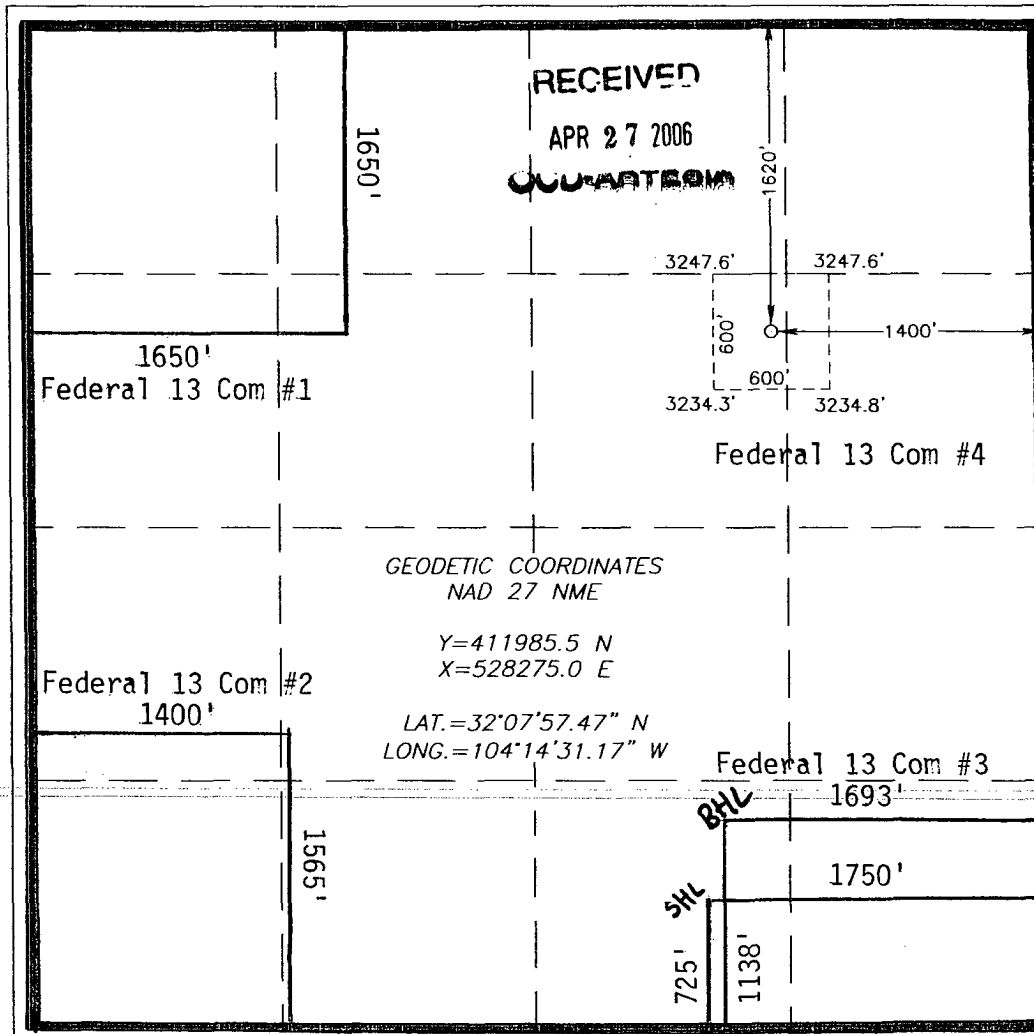 RECEIVED
APR 27 2006
1650'
1620'
3247.6' 3247.6'
600'
1400'
1650'
600'
Federal 13 Com #1
3234.3' 3234.8'
Federal 13 Com #4
GEODETIC COORDINATES
NAD 27 NME
Y=411985.5 N
X=528275.0 E
Federal 13 Com #2
1400'
LAT.=32°07'57.47" N
LONG.=104°14'31.17" W
Federal 13 Com #3
1693'
BHL
1565'
1750'
SHL
725'
1138'